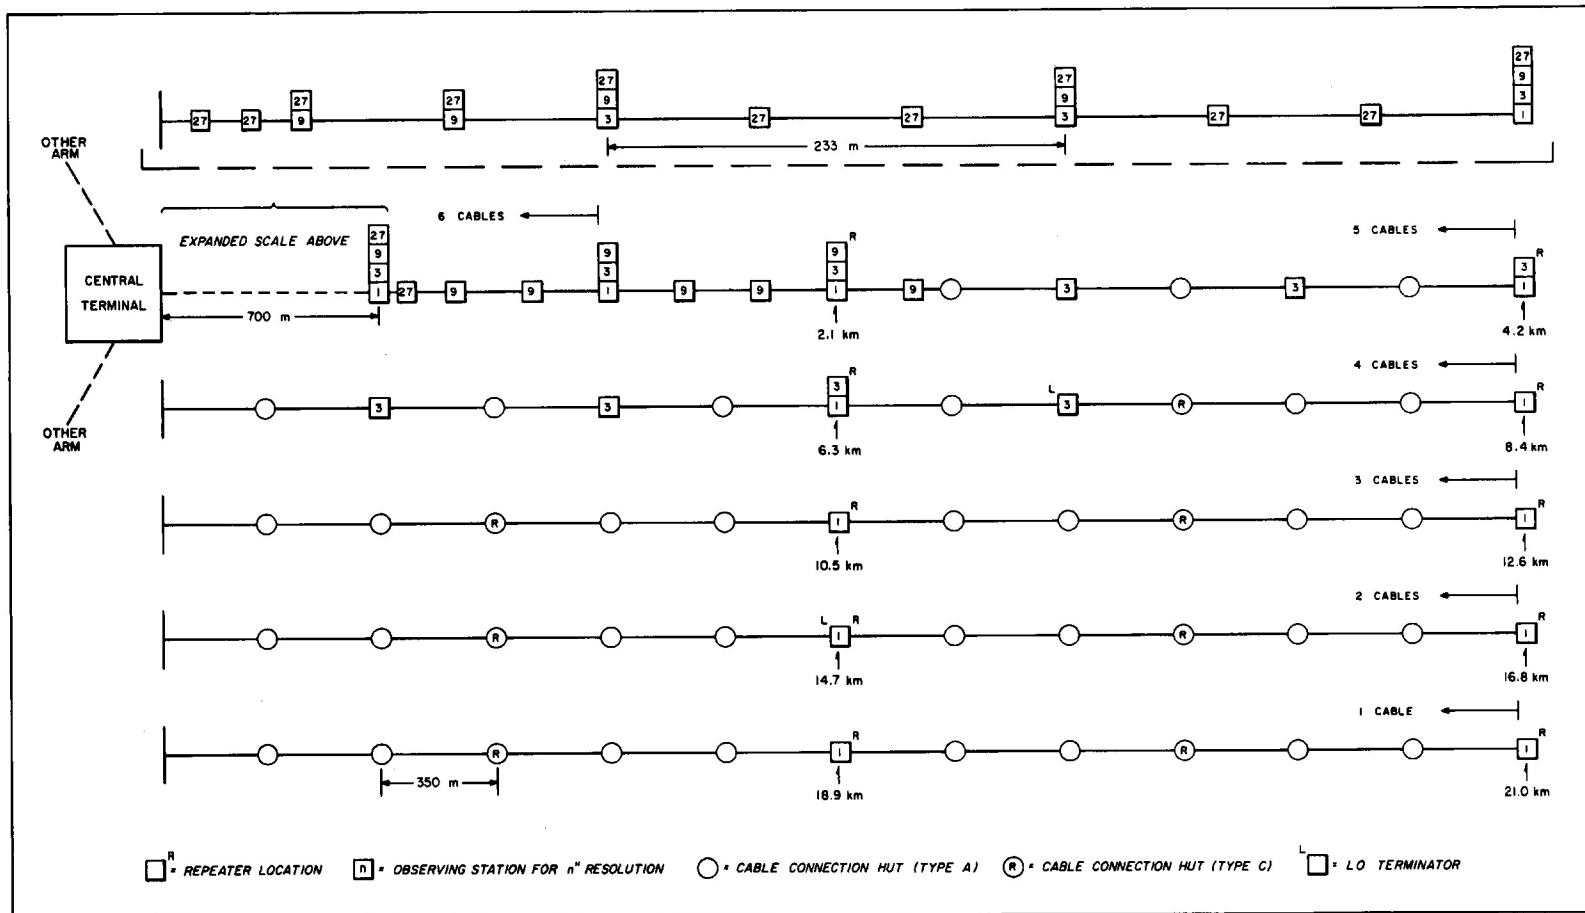 27 27 27 27
27 27 9 9 9 9
27 27 9 9 3 27 27 3 27 27 3
1
233 m
OTHER
ARM
6 CABLES
5 CABLES
EXPANDED SCALE ABOVE
CENTRAL
TERMINAL
27
9
3
1
27 9 9
9
3
1
9 9
R
9
3
1
9 3 3
R
3
1
700 m
2.1 km
4.2 km
4 CABLES
OTHER
ARM
3 3
R
3
1
L
3
R
R
1
6.3 km
8.4 km
3 CABLES
R
R
1
R
R
1
10.5 km
12.6 km
2 CABLES
R
L R
1
R
R
1
14.7 km
16.8 km
1 CABLE
R
R
1
R
R
1
350 m
18.9 km
21.0 km
R = REPEATER LOCATION
n = OBSERVING STATION FOR n" RESOLUTION
= CABLE CONNECTION HUT (TYPE A)
R = CABLE CONNECTION HUT (TYPE C)
L = LO TERMINATOR